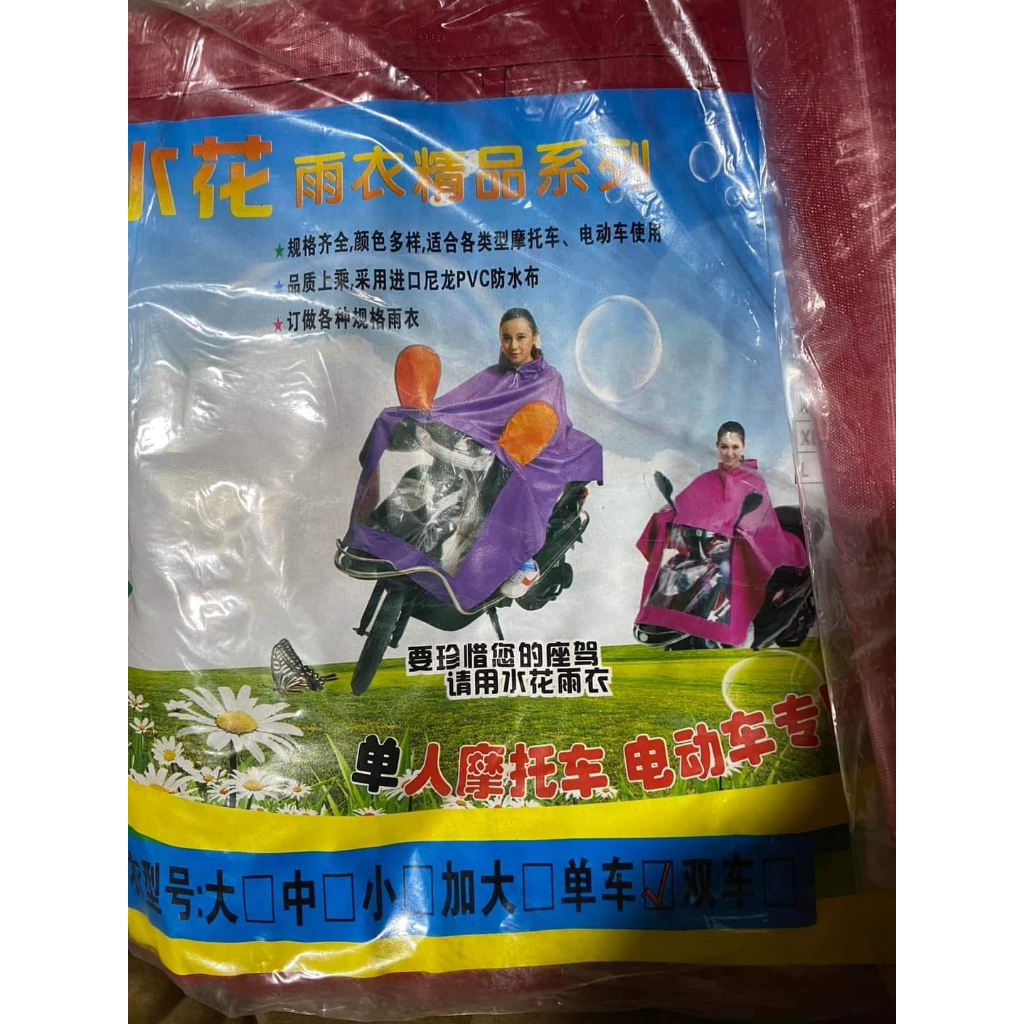 水花 雨衣精品系列
规格齐全,颜色多样,适合各类型摩托车、电动车使用
品质上乘,采用进口尼龙PVC防水布
订做各种规格雨衣
XL
L
要珍惜您的座驾
请用水花雨衣
单人摩托车 电动车专
型号:大□中□小□加大□单车☑双车□